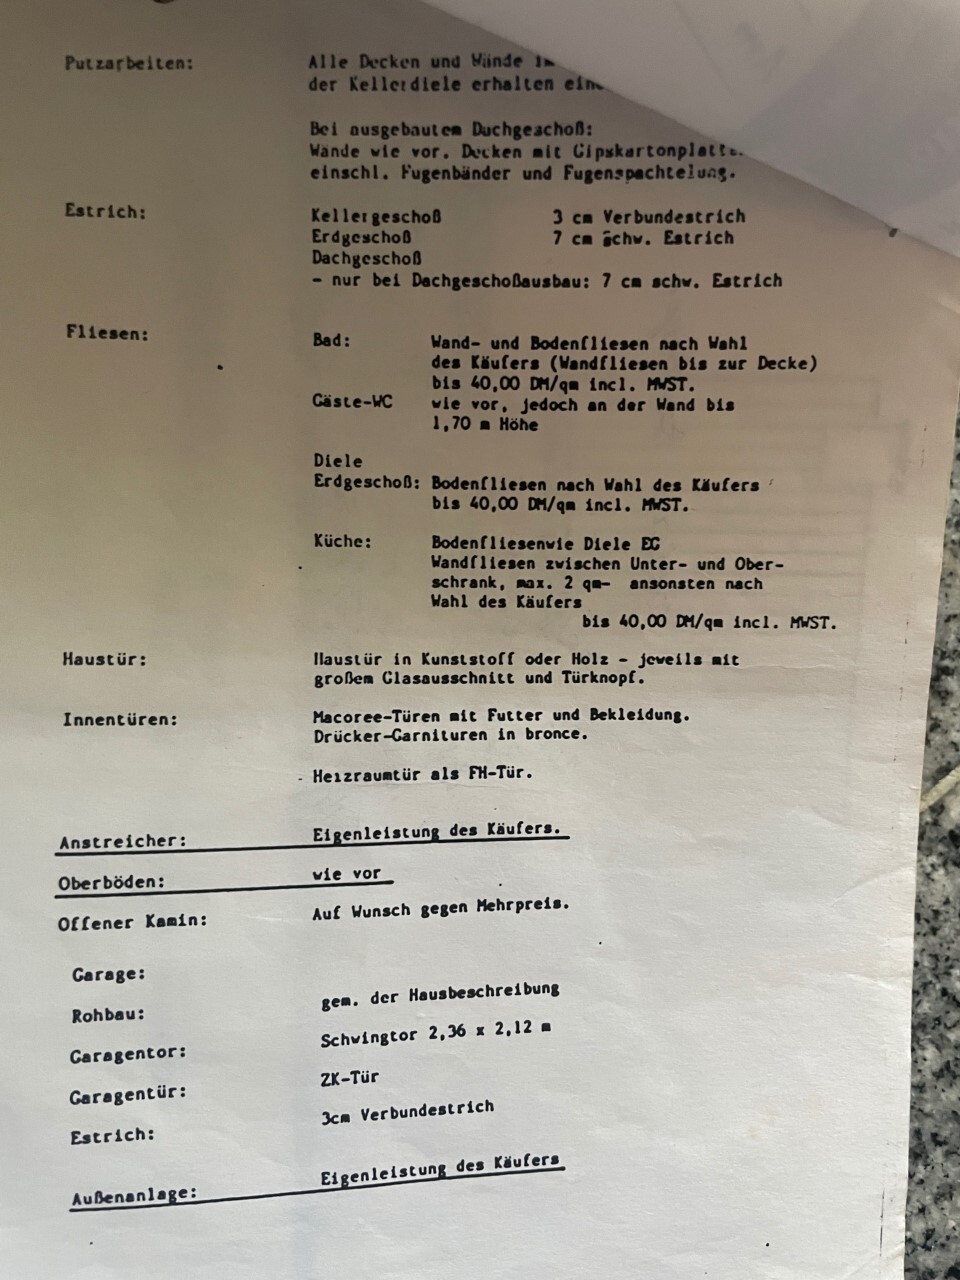 Putzarbeiten: Alle Decken und Wände
der Kellerdiele erhalten
Bei ausgebautem Dachgeschoß:
Wände wie vor. Decken mit
einschl. Fugenbänder und Fugenspachtelung.
Estrich: Kellergeschoß 3 cm Verbundestrich
Erdgeschoß 7 cm schw. Estrich
Dachgeschoß
- nur bei Dachgeschoßausbau: 7 cm schw. Estrich
Fliesen: Bad: Wand- und Bodenfliesen nach Wahl
des Käufers (Wandfliesen bis zur Decke)
bis 40,00 DM/qm incl. MWST.
Gäste-WC wie vor, jedoch an der Wand bis
1,70 m Höhe
Diele
Erdgeschoß: Bodenfliesen nach Wahl des Käufers
bis 40,00 DM/qm incl. MWST.
Küche: Bodenfliesenwie Diele EG
Wandfliesen zwischen Unter- und Ober-
schrank, max. 2 qm- ansonsten nach
Wahl des Käufers
bis 40,00 DM/qm incl. MWST.
Haustür: Haustür in Kunststoff oder Holz - jeweils mit
großem Glasausschnitt und Türknopf.
Innentüren: Macoree-Türen mit Futter und Bekleidung.
Drücker-Garnituren in bronce.
Heizraumtür als FH-Tür.
Anstreicher: Eigenleistung des Käufers.
Oberböden: wie vor
Offener Kamin: Auf Wunsch gegen Mehrpreis.
Garage:
Rohbau: gem. der Hausbeschreibung
Garagentor: Schwingtor 2,36 x 2,12 m
Garagentür: ZK-Tür
Estrich: 3cm Verbundestrich
Außenanlage: Eigenleistung des Käufers